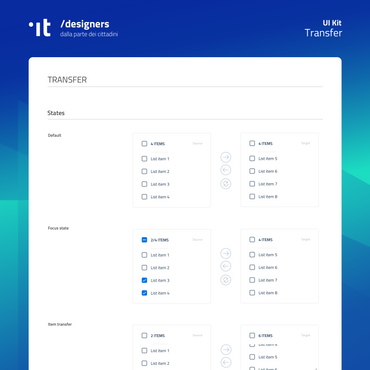 ·ıt /designers
dalla parte dei cittadini
UI Kit
Transfer
TRANSFER
States
Default
4 ITEMS
List item 1
List item 2
List item 3
List item 4
4 ITEMS
List item 5
List item 6
List item 7
List item 8
Focus state
2/4 ITEMS
List item 1
List item 2
List item 3
List item 4
4 ITEMS
List item 5
List item 6
List item 7
List item 8
Item transfer
2 ITEMS
List item 1
List item 2
6 ITEMS
List item 4
List item 5
List item 6